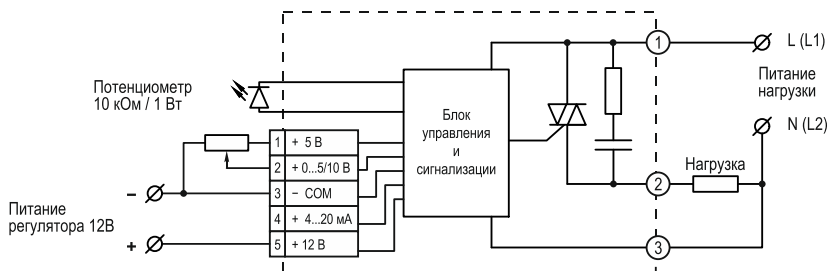 Потенциометр
10 кОм / 1 Вт
1 + 5 В
2 + 0...5/10 В
3 – COM
4 + 4...20 мА
5 + 12 В
–
Питание
регулятора 12В
+
Блок
управления
и
сигнализации
1
L (L1)
Питание
нагрузки
N (L2)
Нагрузка
2
3